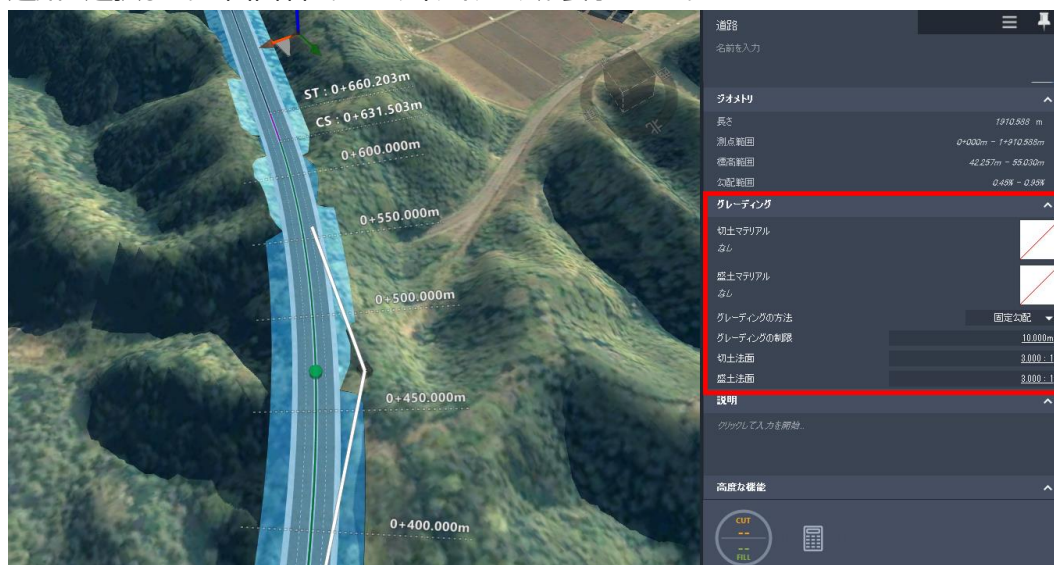 ST : 0+660.203m
CS : 0+631.503m
0+600.000m
0+550.000m
0+500.000m
0+450.000m
0+400.000m
道路
名前を入力
ジオメトリ
長さ 1910.588 m
測点範囲 0+000m - 1+910.588m
標高範囲 42.257m - 55.030m
勾配範囲 0.45% - 0.95%
グレーディング
切土マテリアル
なし
盛土マテリアル
なし
グレーディングの方法 固定勾配
グレーディングの制限 10.000m
切土法面 3.000 : 1
盛土法面 3.000 : 1
説明
クリックして入力を開始...
高度な機能
CUT
--
--
FILL